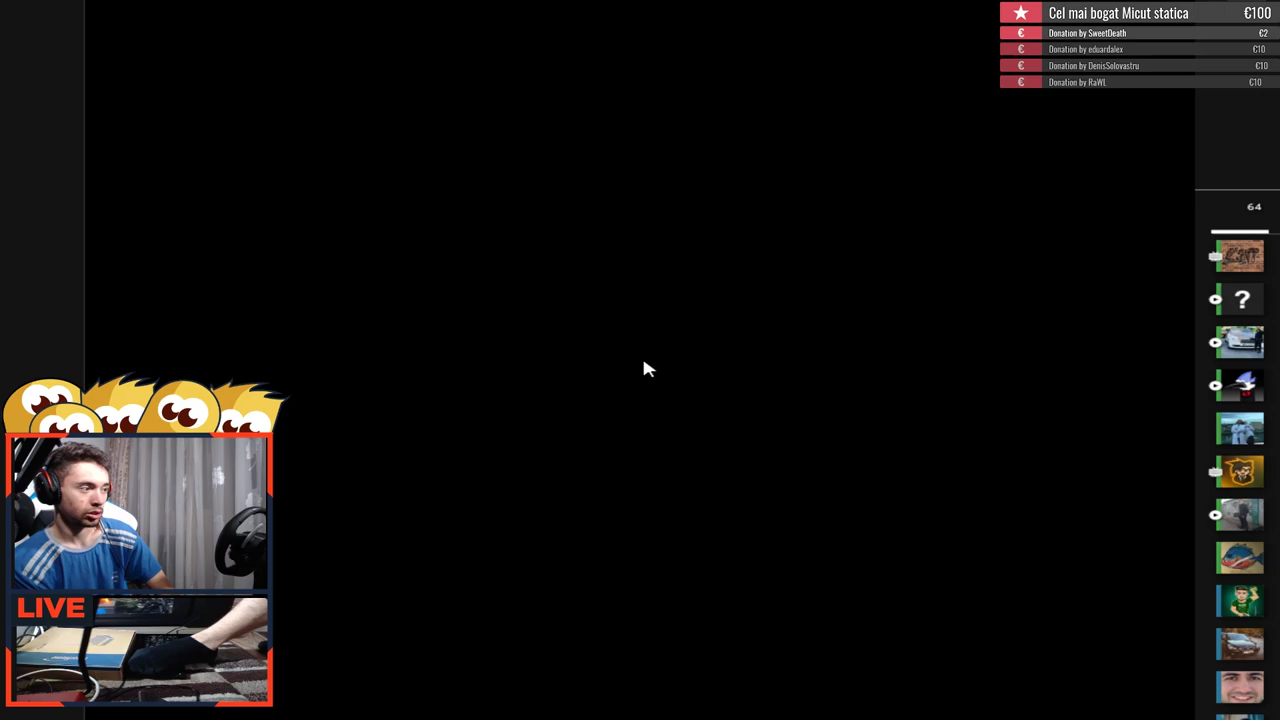 Cel mai bogat Micut statica €100
Donation by SweetDeath €2
Donation by eduardalex €10
Donation by DenisSolovastru €10
Donation by RaWL €10
64
?
LIVE